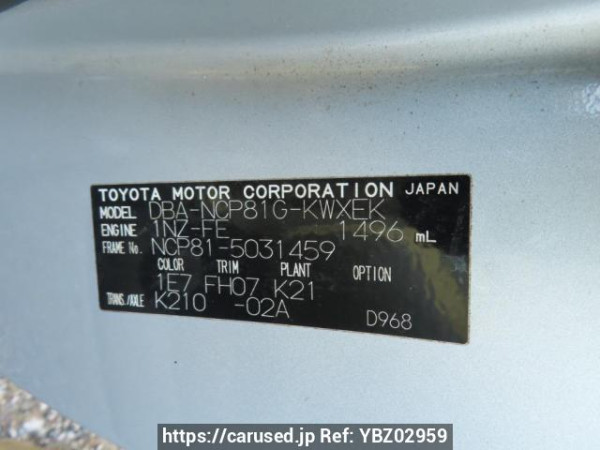 TOYOTA MOTOR CORPORATION JAPAN
MODEL DBA-NCP81G-KWXEK
ENGINE 1NZ-FE 1496 mL
FRAME No. NCP81-5031459
COLOR TRIM PLANT OPTION
1E7 FH07 K21
TRANS./AXLE K210 -02A
D968
https://carused.jp Ref: YBZ02959